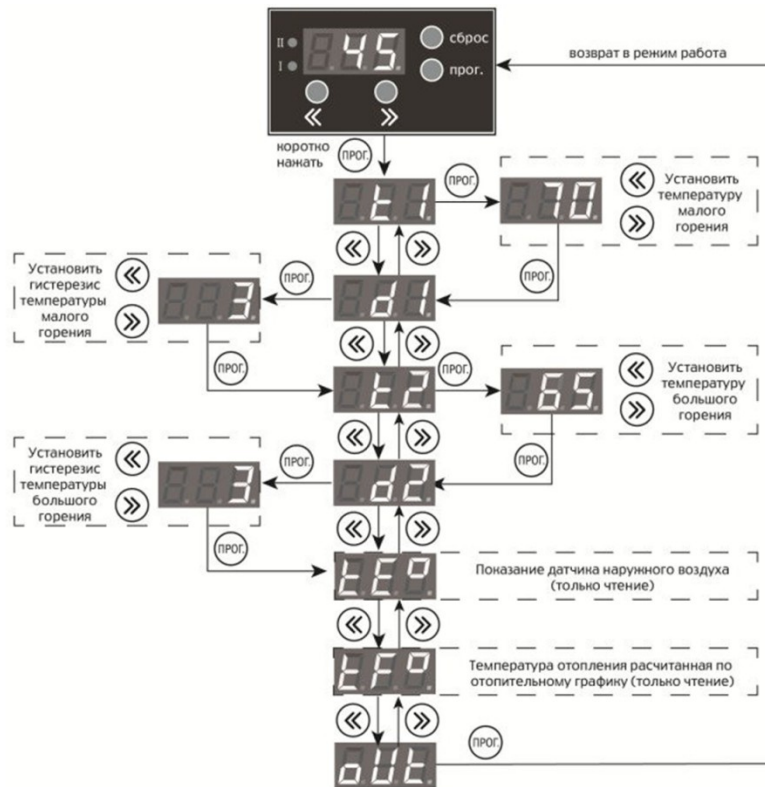 II
45
сброс
I
прог.
возврат в режим работа
коротко
нажать
ПРОГ.
t1
ПРОГ.
70
Установить
температуру
малого
горения
ПРОГ.
Установить
гистерезис
температуры
малого
горения
3
ПРОГ.
d1
ПРОГ.
t2
ПРОГ.
65
Установить
температуру
большого
горения
ПРОГ.
Установить
гистерезис
температуры
большого
горения
3
ПРОГ.
d2
ПРОГ.
tEº
Показание датчика наружного воздуха
(только чтение)
tFº
Температура отопления расчитанная по
отопительному графику (только чтение)
oUt
ПРОГ.